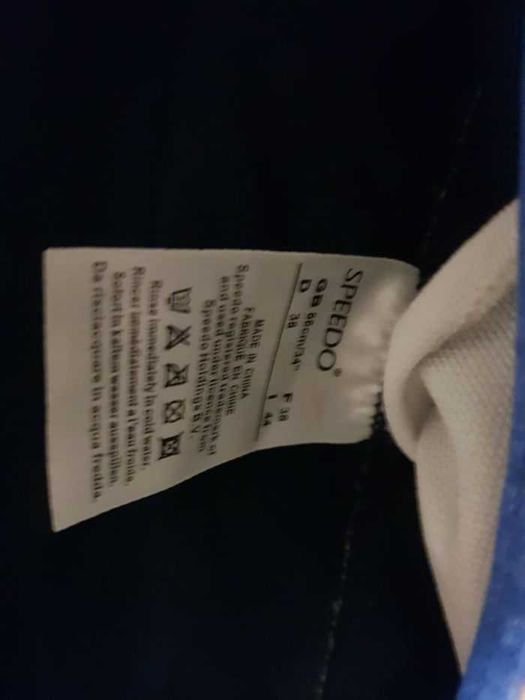 SPEEDO®
GB 86cm/34" F 38
D 38 I 44
MADE IN CHINA
FABRIQUE EN CHINE
Speedo registered trademark of
and used under licence from
Speedo Holdings B.V.
Rinse immediately in cold water.
Rincer immédiatement à l'eau froide.
Sofort in kaltem wasser ausspülen.
Da risciacquare in acqua fredda.